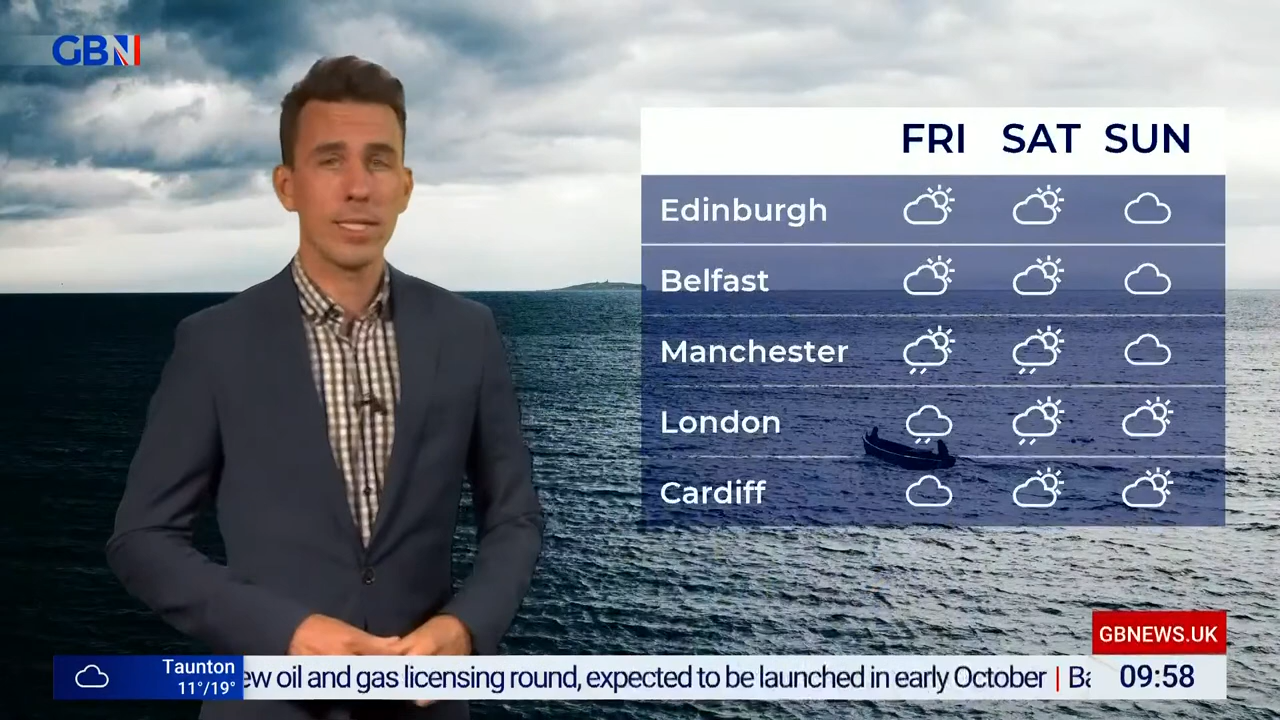 GBN
FRI SAT SUN
Edinburgh
Belfast
Manchester
London
Cardiff
GBNEWS.UK
Taunton
11°/19°
ew oil and gas licensing round, expected to be launched in early October | Ba
09:58